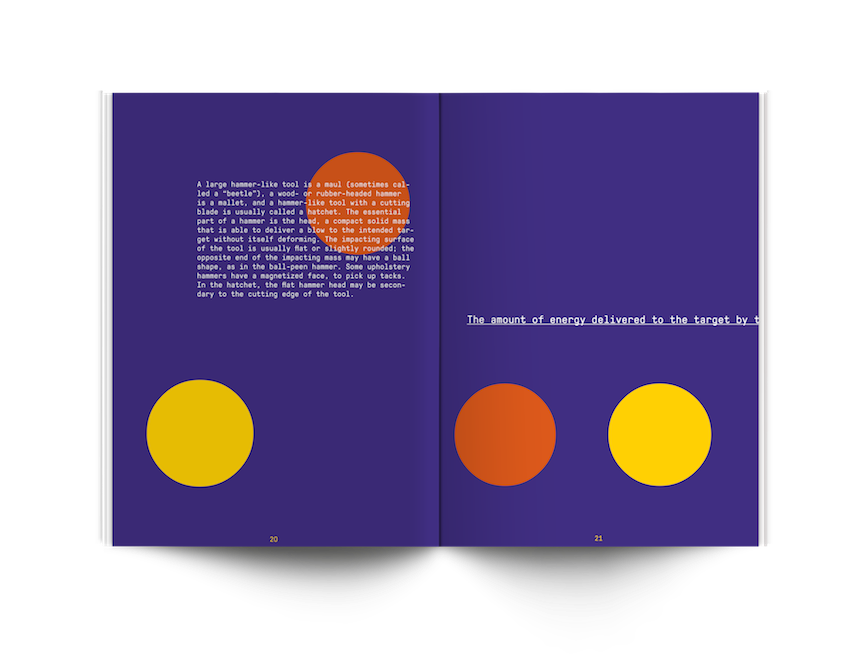 A large hammer-like tool is a maul (sometimes cal-
led a "beetle"), a wood- or rubber-headed hammer
is a mallet, and a hammer-like tool with a cutting
blade is usually called a hatchet. The essential
part of a hammer is the head, a compact solid mass
that is able to deliver a blow to the intended tar-
get without itself deforming. The impacting surface
of the tool is usually flat or slightly rounded; the
opposite end of the impacting mass may have a ball
shape, as in the ball-peen hammer. Some upholstery
hammers have a magnetized face, to pick up tacks.
In the hatchet, the flat hammer head may be secon-
dary to the cutting edge of the tool.
20
The amount of energy delivered to the target by t
21